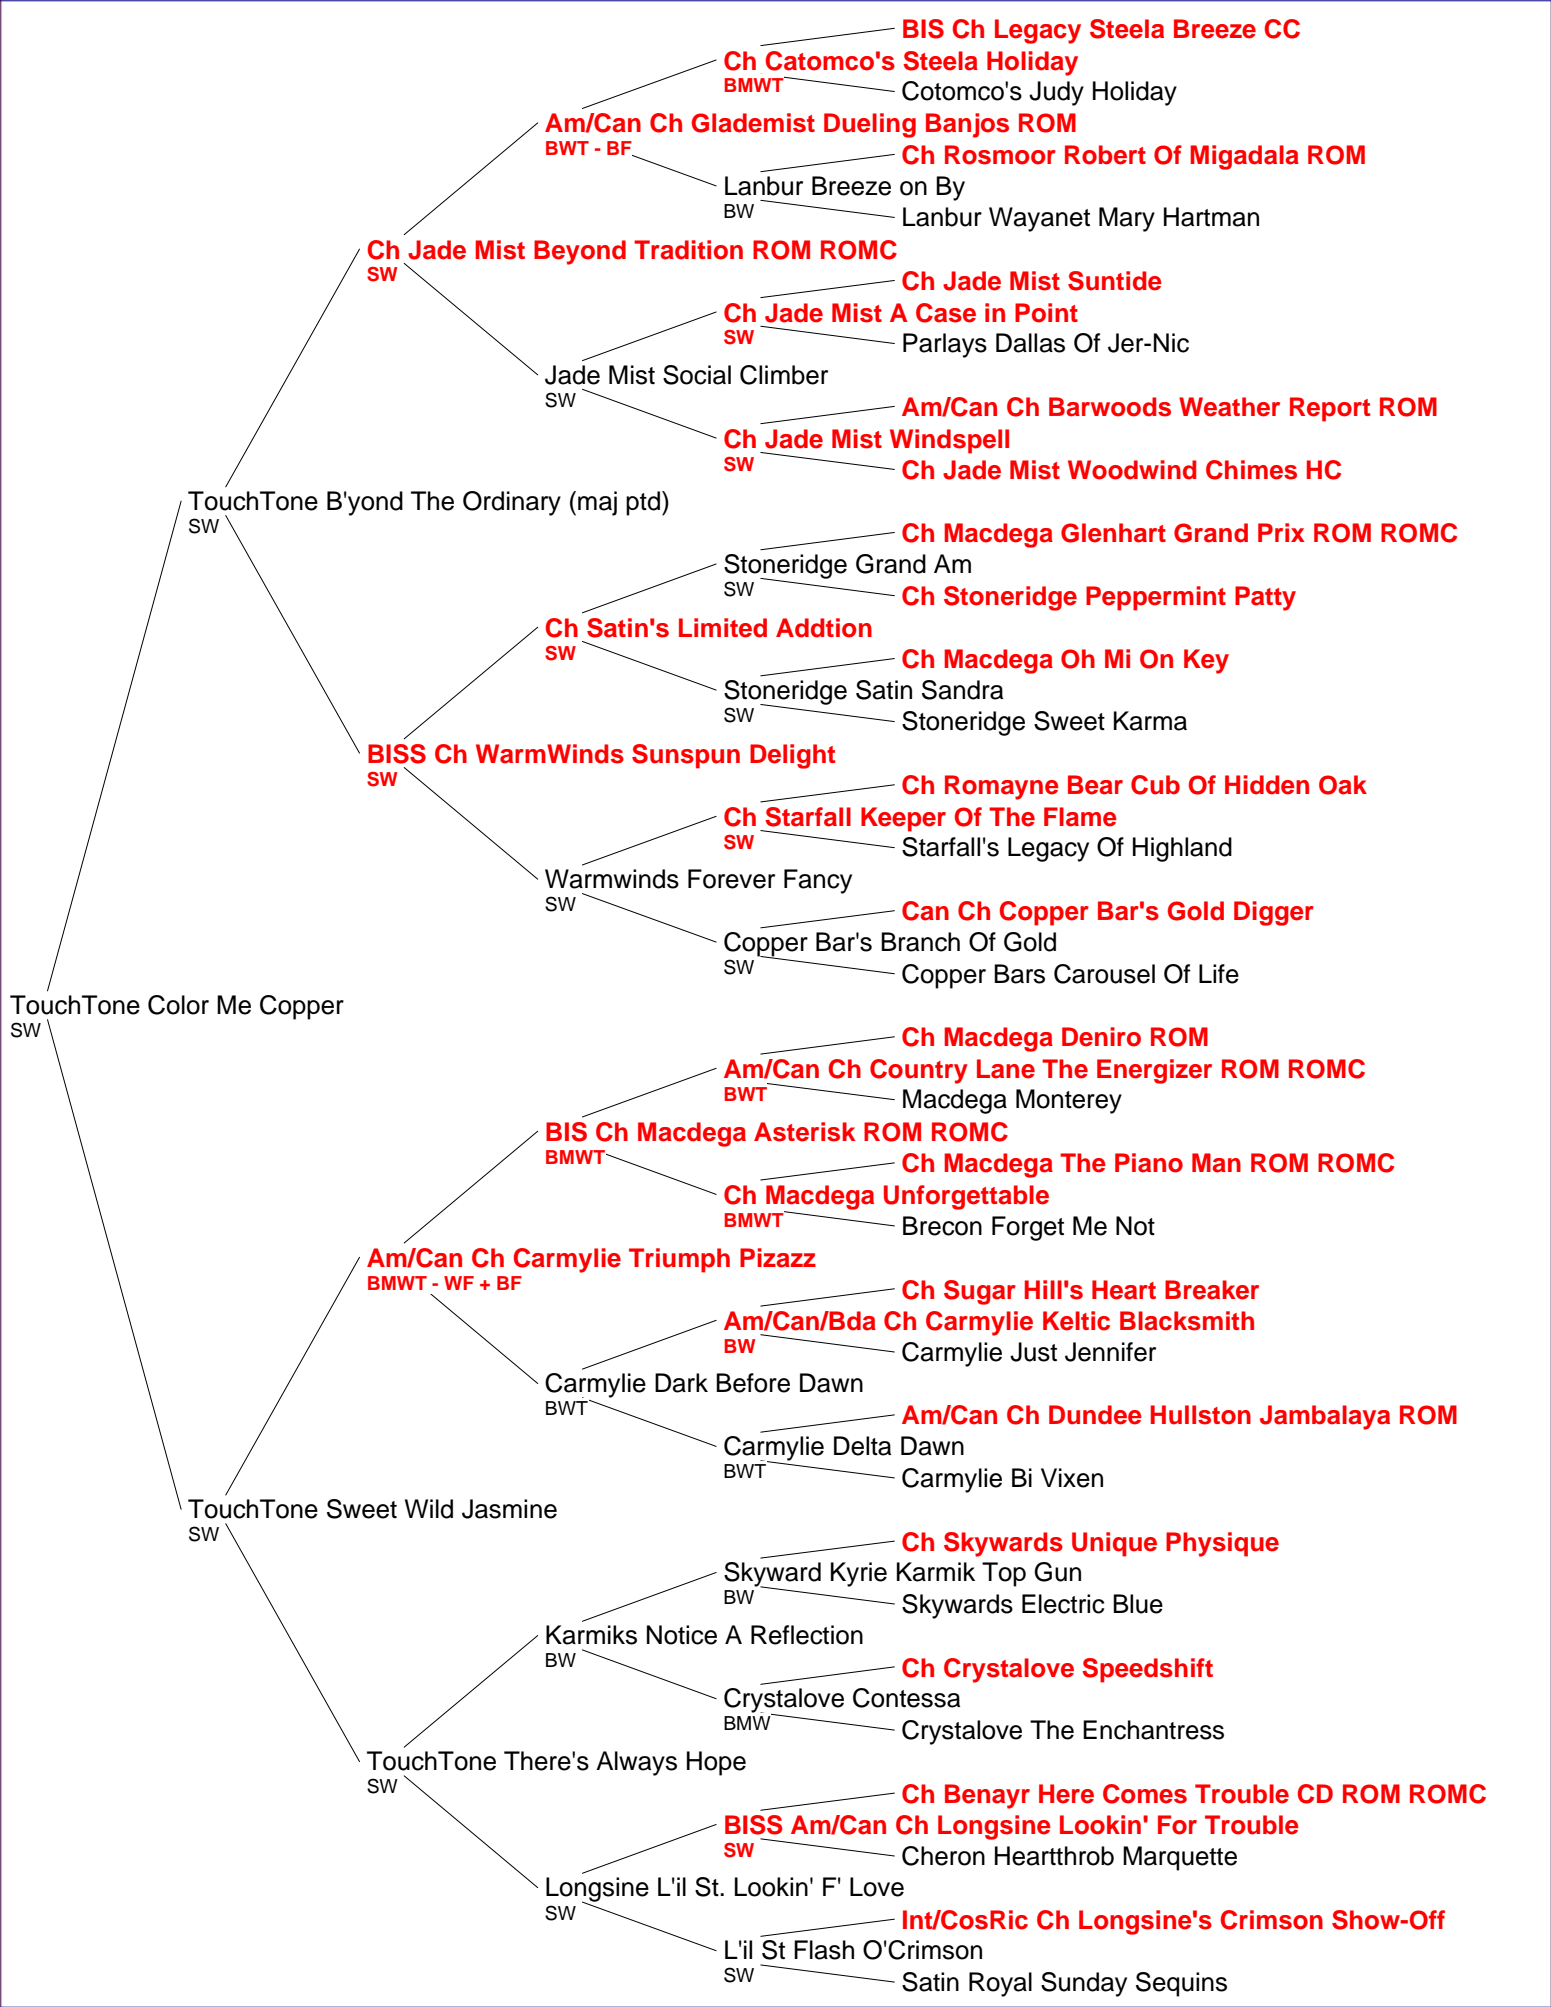 BIS Ch Legacy Steela Breeze CC
Ch Catomco's Steela Holiday
BMWT
Cotomco's Judy Holiday
Am/Can Ch Glademist Dueling Banjos ROM
BWT - BF
Ch Rosmoor Robert Of Migadala ROM
Lanbur Breeze on By
BW
Lanbur Wayanet Mary Hartman
Ch Jade Mist Beyond Tradition ROM ROMC
SW
Ch Jade Mist Suntide
Ch Jade Mist A Case in Point
SW
Parlays Dallas Of Jer-Nic
Jade Mist Social Climber
SW
Am/Can Ch Barwoods Weather Report ROM
Ch Jade Mist Windspell
SW
Ch Jade Mist Woodwind Chimes HC
TouchTone B'yond The Ordinary (maj ptd)
SW
Ch Macdega Glenhart Grand Prix ROM ROMC
Stoneridge Grand Am
SW
Ch Stoneridge Peppermint Patty
Ch Satin's Limited Addtion
SW
Ch Macdega Oh Mi On Key
Stoneridge Satin Sandra
SW
Stoneridge Sweet Karma
BISS Ch WarmWinds Sunspun Delight
SW
Ch Romayne Bear Cub Of Hidden Oak
Ch Starfall Keeper Of The Flame
SW
Starfall's Legacy Of Highland
Warmwinds Forever Fancy
SW
Can Ch Copper Bar's Gold Digger
Copper Bar's Branch Of Gold
SW
Copper Bars Carousel Of Life
TouchTone Color Me Copper
SW
Ch Macdega Deniro ROM
Am/Can Ch Country Lane The Energizer ROM ROMC
BWT
Macdega Monterey
BIS Ch Macdega Asterisk ROM ROMC
BMWT
Ch Macdega The Piano Man ROM ROMC
Ch Macdega Unforgettable
BMWT
Brecon Forget Me Not
Am/Can Ch Carmylie Triumph Pizazz
BMWT - WF + BF
Ch Sugar Hill's Heart Breaker
Am/Can/Bda Ch Carmylie Keltic Blacksmith
BW
Carmylie Just Jennifer
Carmylie Dark Before Dawn
BWT
Am/Can Ch Dundee Hullston Jambalaya ROM
Carmylie Delta Dawn
BWT
Carmylie Bi Vixen
TouchTone Sweet Wild Jasmine
SW
Ch Skywards Unique Physique
Skyward Kyrie Karmik Top Gun
BW
Skywards Electric Blue
Karmiks Notice A Reflection
BW
Ch Crystalove Speedshift
Crystalove Contessa
BMW
Crystalove The Enchantress
TouchTone There's Always Hope
SW
Ch Benayr Here Comes Trouble CD ROM ROMC
BISS Am/Can Ch Longsine Lookin' For Trouble
SW
Cheron Heartthrob Marquette
Longsine L'il St. Lookin' F' Love
SW
Int/CosRic Ch Longsine's Crimson Show-Off
L'il St Flash O'Crimson
SW
Satin Royal Sunday Sequins